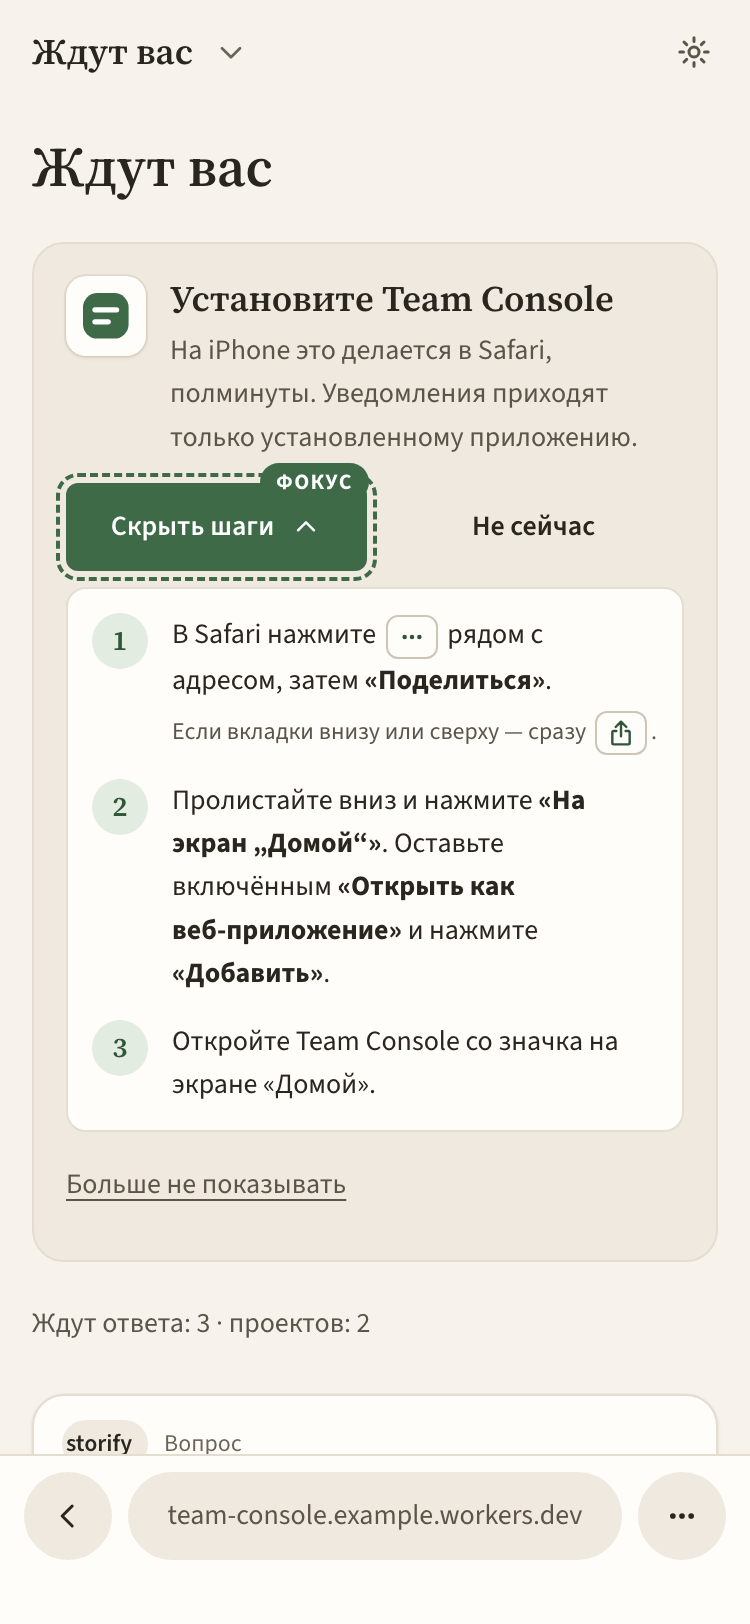 Ждут вас
Ждут вас
Установите Team Console
На iPhone это делается в Safari,
полминуты. Уведомления приходят
только установленному приложению.
ФОКУС
Скрыть шаги
Не сейчас
1
В Safari нажмите ••• рядом с
адресом, затем «Поделиться».
Если вкладки внизу или сверху — сразу .
2
Пролистайте вниз и нажмите «На
экран „Домой“». Оставьте
включённым «Открыть как
веб-приложение» и нажмите
«Добавить».
3
Откройте Team Console со значка на
экране «Домой».
Больше не показывать
Ждут ответа: 3 · проектов: 2
storify Вопрос
team-console.example.workers.dev